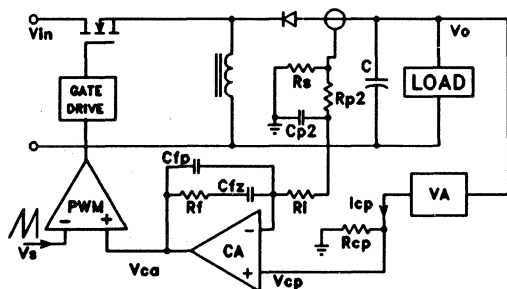 Vin
Vo
Rs
C
LOAD
GATE DRIVE
Rp2
Cp2
Cfp
Cfz
Rf
Ri
PWM
Icp
VA
Rcp
CA
Vs
Vca
Vcp
− +
−
+